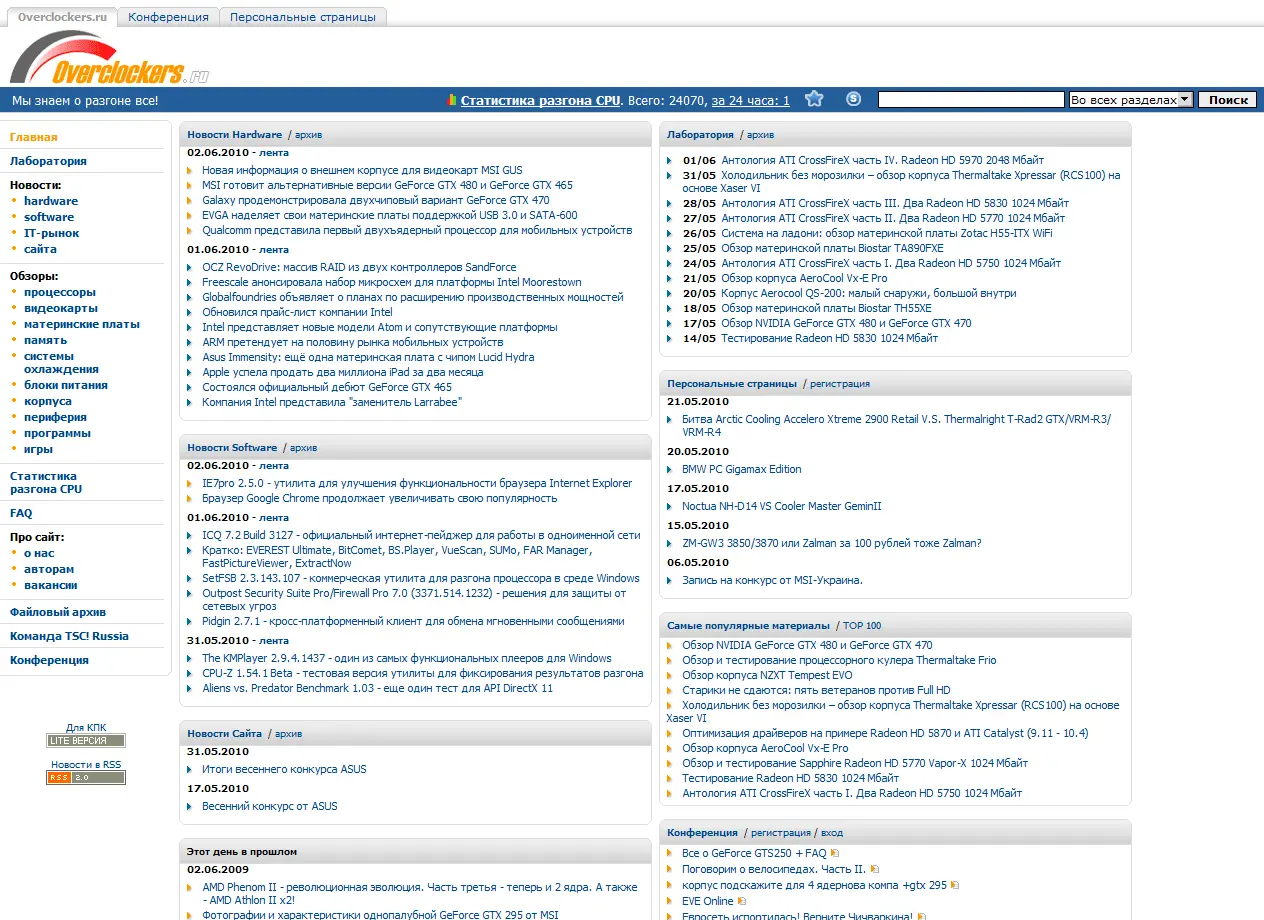 Overclockers.ru
Конференция
Персональные страницы
Overclockers.ru
Мы знаем о разгоне все!
Статистика разгона CPU. Всего: 24070, за 24 часа: 1
S
Во всех разделах
Поиск
Главная
Лаборатория
Новости:
hardware
software
IT-рынок
сайта
Обзоры:
процессоры
видеокарты
материнские платы
память
системы
охлаждения
блоки питания
корпуса
периферия
программы
игры
Статистика
разгона CPU
FAQ
Про сайт:
о нас
авторам
вакансии
Файловый архив
Команда TSC! Russia
Конференция
Для КПК
LITE ВЕРСИЯ
Новости в RSS
RSS 2.0
Новости Hardware / архив
02.06.2010 - лента
Новая информация о внешнем корпусе для видеокарт MSI GUS
MSI готовит альтернативные версии GeForce GTX 480 и GeForce GTX 465
Galaxy продемонстрировала двухчиповый вариант GeForce GTX 470
EVGA наделяет свои материнские платы поддержкой USB 3.0 и SATA-600
Qualcomm представила первый двухъядерный процессор для мобильных устройств
01.06.2010 - лента
OCZ RevoDrive: массив RAID из двух контроллеров SandForce
Freescale анонсировала набор микросхем для платформы Intel Moorestown
Globalfoundries объявляет о планах по расширению производственных мощностей
Обновился прайс-лист компании Intel
Intel представляет новые модели Atom и сопутствующие платформы
ARM претендует на половину рынка мобильных устройств
Asus Immensity: ещё одна материнская плата с чипом Lucid Hydra
Apple успела продать два миллиона iPad за два месяца
Состоялся официальный дебют GeForce GTX 465
Компания Intel представила "заменитель Larrabee"
Новости Software / архив
02.06.2010 - лента
IE7pro 2.5.0 - утилита для улучшения функциональности браузера Internet Explorer
Браузер Google Chrome продолжает увеличивать свою популярность
01.06.2010 - лента
ICQ 7.2 Build 3127 - официальный интернет-пейджер для работы в одноименной сети
Кратко: EVEREST Ultimate, BitComet, BS.Player, VueScan, SUMo, FAR Manager,
FastPictureViewer, ExtractNow
SetFSB 2.3.143.107 - коммерческая утилита для разгона процессора в среде Windows
Outpost Security Suite Pro/Firewall Pro 7.0 (3371.514.1232) - решения для защиты от
сетевых угроз
Pidgin 2.7.1 - кросс-платформенный клиент для обмена мгновенными сообщениями
31.05.2010 - лента
The KMPlayer 2.9.4.1437 - один из самых функциональных плееров для Windows
CPU-Z 1.54.1 Beta - тестовая версия утилиты для фиксирования результатов разгона
Aliens vs. Predator Benchmark 1.03 - еще один тест для API DirectX 11
Новости Сайта / архив
31.05.2010
Итоги весеннего конкурса ASUS
17.05.2010
Весенний конкурс от ASUS
Этот день в прошлом
02.06.2009
AMD Phenom II - революционная эволюция. Часть третья - теперь и 2 ядра. А также
- AMD Athlon II x2!
Фотографии и характеристики однопалубной GeForce GTX 295 от MSI
Лаборатория / архив
01/06 Антология ATI CrossFireX часть IV. Radeon HD 5970 2048 Мбайт
31/05 Холодильник без морозилки – обзор корпуса Thermaltake Xpressar (RCS100) на
основе Xaser VI
28/05 Антология ATI CrossFireX часть III. Два Radeon HD 5830 1024 Мбайт
27/05 Антология ATI CrossFireX часть II. Два Radeon HD 5770 1024 Мбайт
26/05 Система на ладони: обзор материнской платы Zotac H55-ITX WiFi
25/05 Обзор материнской платы Biostar TA890FXE
24/05 Антология ATI CrossFireX часть I. Два Radeon HD 5750 1024 Мбайт
21/05 Обзор корпуса AeroCool Vx-E Pro
20/05 Корпус Aerocool QS-200: малый снаружи, большой внутри
18/05 Обзор материнской платы Biostar TH55XE
17/05 Обзор NVIDIA GeForce GTX 480 и GeForce GTX 470
14/05 Тестирование Radeon HD 5830 1024 Мбайт
Персональные страницы / регистрация
21.05.2010
Битва Arctic Cooling Accelero Xtreme 2900 Retail V.S. Thermalright T-Rad2 GTX/VRM-R3/
VRM-R4
20.05.2010
BMW PC Gigamax Edition
17.05.2010
Noctua NH-D14 VS Cooler Master GeminII
15.05.2010
ZM-GW3 3850/3870 или Zalman за 100 рублей тоже Zalman?
06.05.2010
Запись на конкурс от MSI-Украина.
Самые популярные материалы / TOP 100
Обзор NVIDIA GeForce GTX 480 и GeForce GTX 470
Обзор и тестирование процессорного кулера Thermaltake Frio
Обзор корпуса NZXT Tempest EVO
Старики не сдаются: пять ветеранов против Full HD
Холодильник без морозилки – обзор корпуса Thermaltake Xpressar (RCS100) на основе
Xaser VI
Оптимизация драйверов на примере Radeon HD 5870 и ATI Catalyst (9.11 - 10.4)
Обзор корпуса AeroCool Vx-E Pro
Обзор и тестирование Sapphire Radeon HD 5770 Vapor-X 1024 Мбайт
Тестирование Radeon HD 5830 1024 Мбайт
Антология ATI CrossFireX часть I. Два Radeon HD 5750 1024 Мбайт
Конференция / регистрация / вход
Все о GeForce GTS250 + FAQ
Поговорим о велосипедах. Часть II.
корпус подскажите для 4 ядернова компа +gtx 295
EVE Online
Евросеть испортилась! Верните Чичваркина!